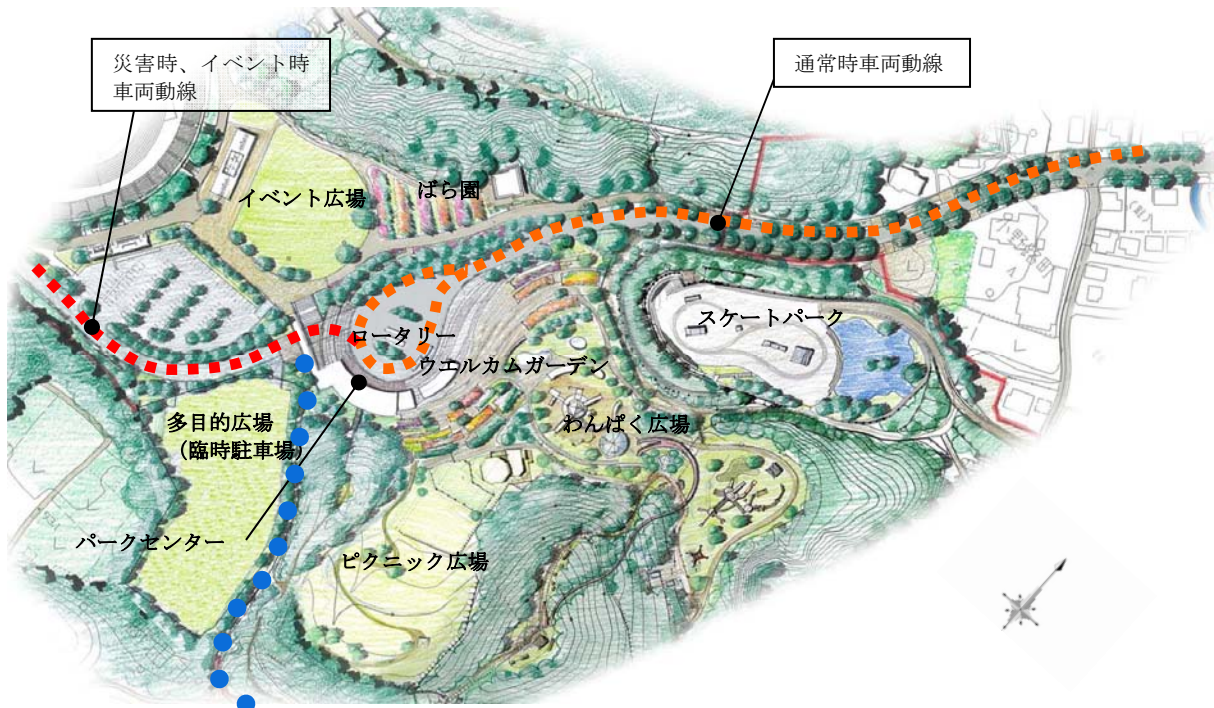 災害時、イベント時
車両動線
通常時車両動線
イベント広場
ばら園
ロータリー
スケートパーク
ウエルカムガーデン
わんぱく広場
多目的広場
（臨時駐車場）
パークセンター
ピクニック広場